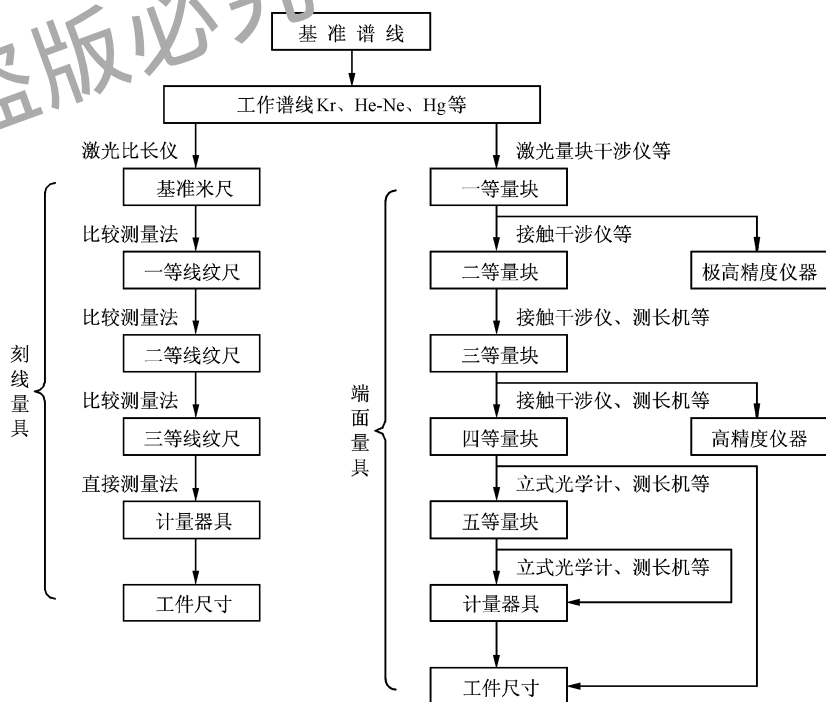 盗版必究
基准谱线
工作谱线Kr、He-Ne、Hg等
激光比长仪
基准米尺
比较测量法
一等线纹尺
比较测量法
二等线纹尺
比较测量法
三等线纹尺
直接测量法
计量器具
工件尺寸
刻线量具
激光量块干涉仪等
一等量块
接触干涉仪等
二等量块
极高精度仪器
接触干涉仪、测长机等
三等量块
接触干涉仪、测长机等
四等量块
高精度仪器
立式光学计、测长机等
五等量块
立式光学计、测长机等
计量器具
工件尺寸
端面量具